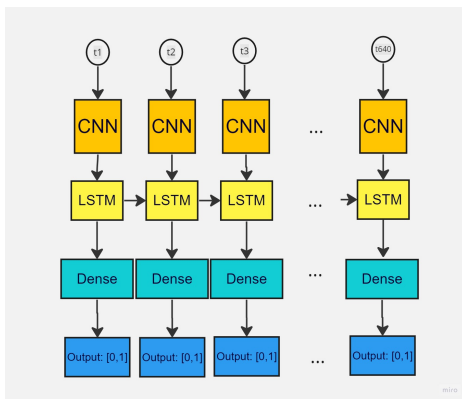 t1 t2 t3 t640
CNN CNN CNN ... CNN
LSTM LSTM LSTM ... LSTM
Dense Dense Dense ... Dense
Output: [0,1] Output: [0,1] Output: [0,1] ... Output: [0,1]
miro